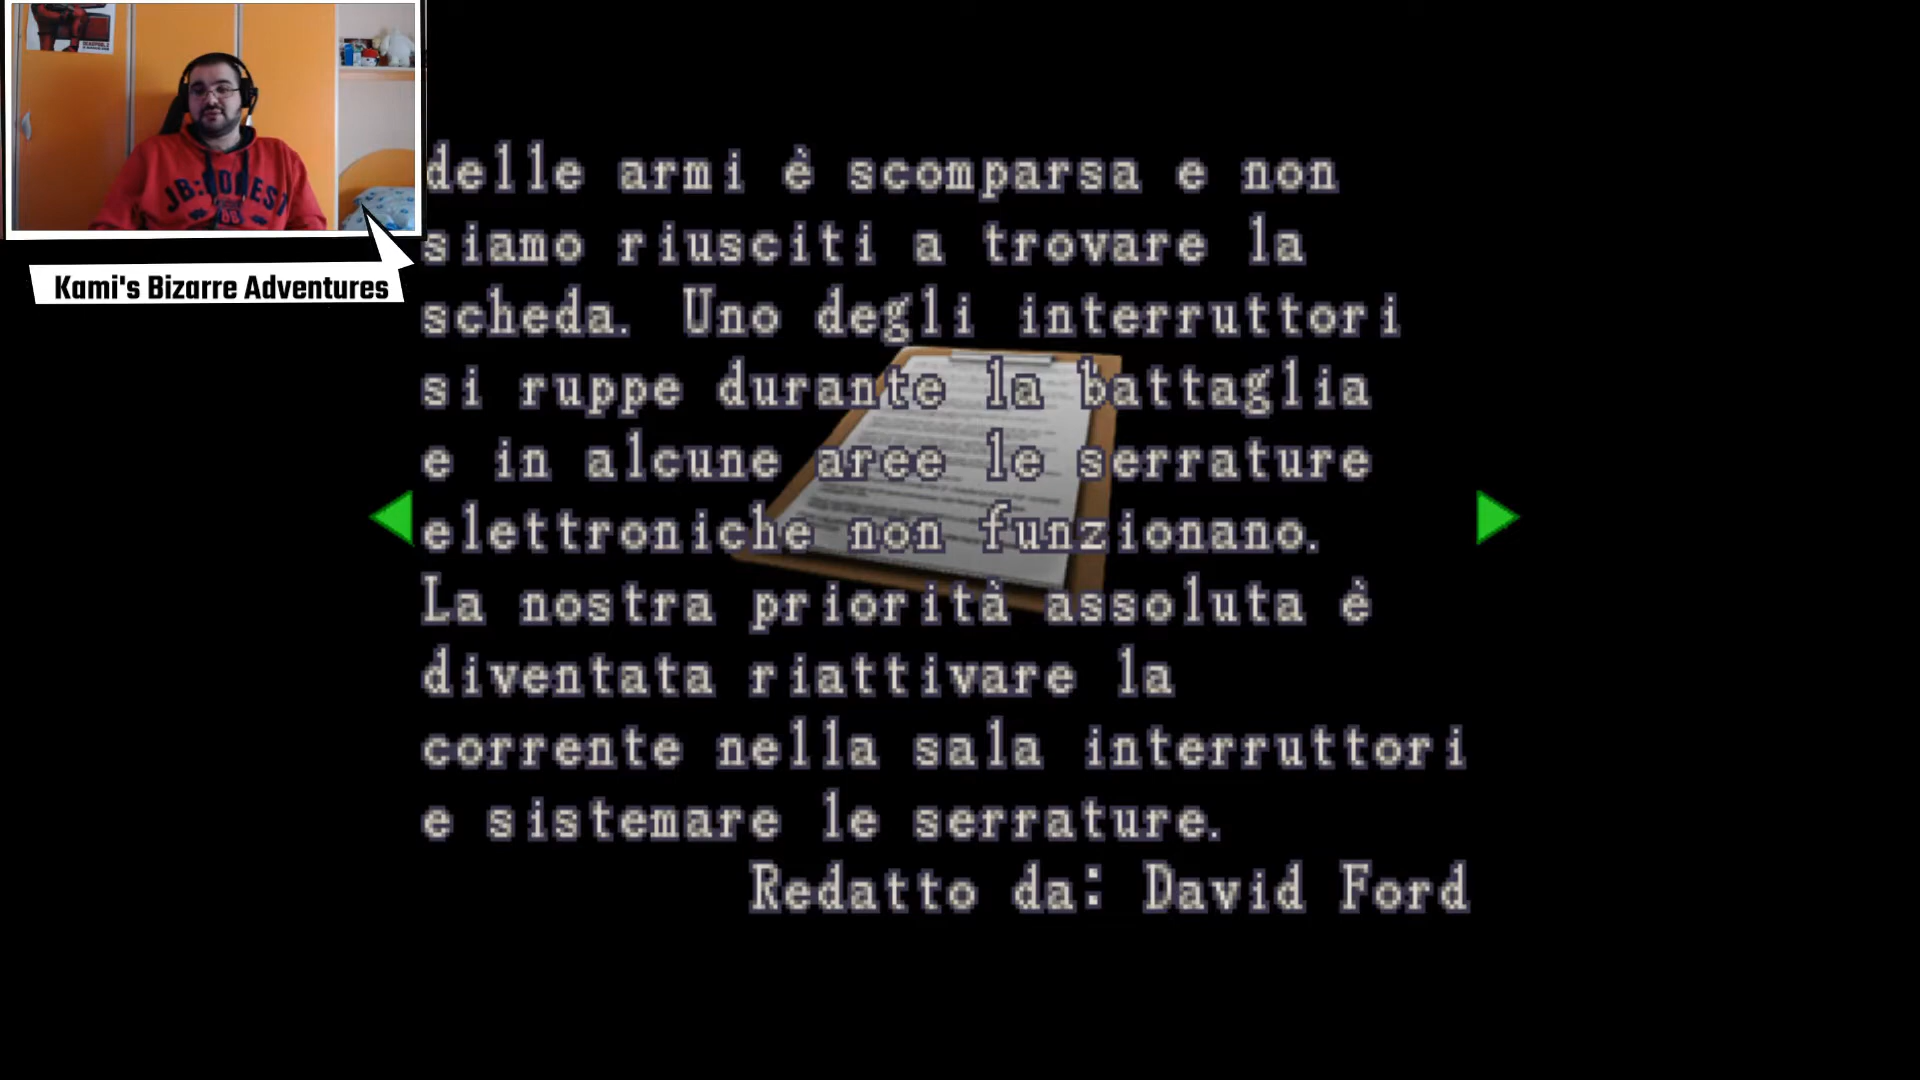 Kami's Bizarre Adventures
delle armi è scomparsa e non
siamo riusciti a trovare la
scheda. Uno degli interruttori
si ruppe durante la battaglia
e in alcune aree le serrature
elettroniche non funzionano.
La nostra priorità assoluta è
diventata riattivare la
corrente nella sala interruttori
e sistemare le serrature.
Redatto da: David Ford